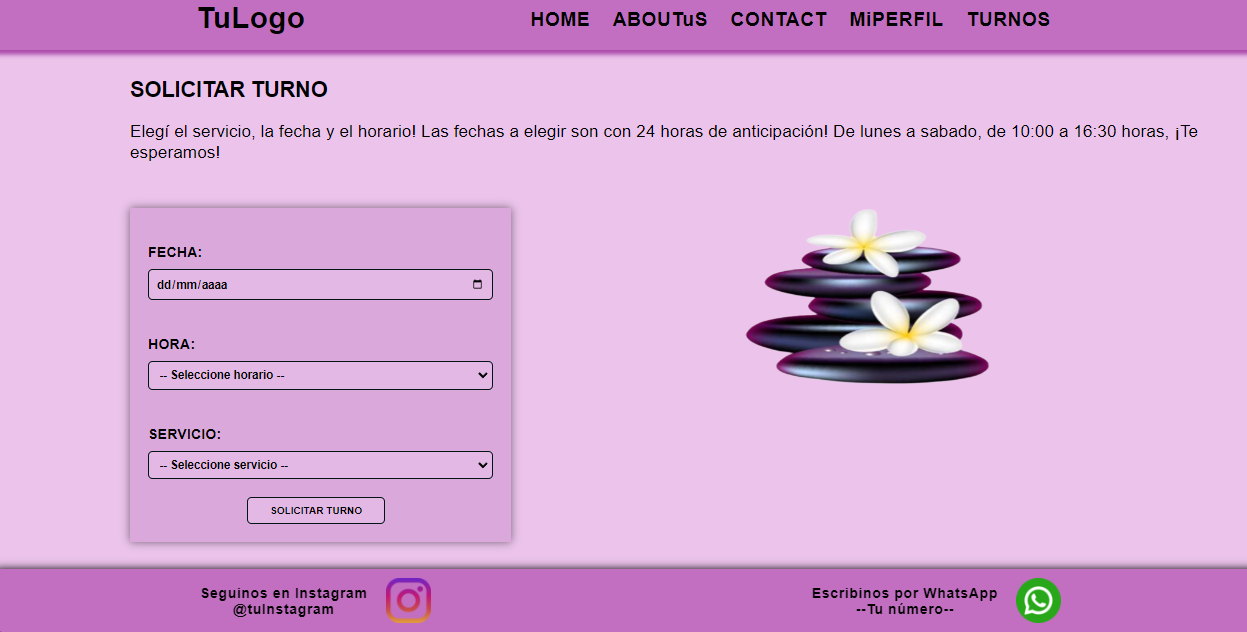 TuLogo
HOME ABOUTuS CONTACT MiPERFIL TURNOS
SOLICITAR TURNO
Elegí el servicio, la fecha y el horario! Las fechas a elegir son con 24 horas de anticipación! De lunes a sabado, de 10:00 a 16:30 horas, ¡Te
esperamos!
FECHA:
dd/mm/aaaa
HORA:
-- Seleccione horario --
SERVICIO:
-- Seleccione servicio --
SOLICITAR TURNO
Seguinos en Instagram
@tuInstagram
Escribinos por WhatsApp
--Tu número--